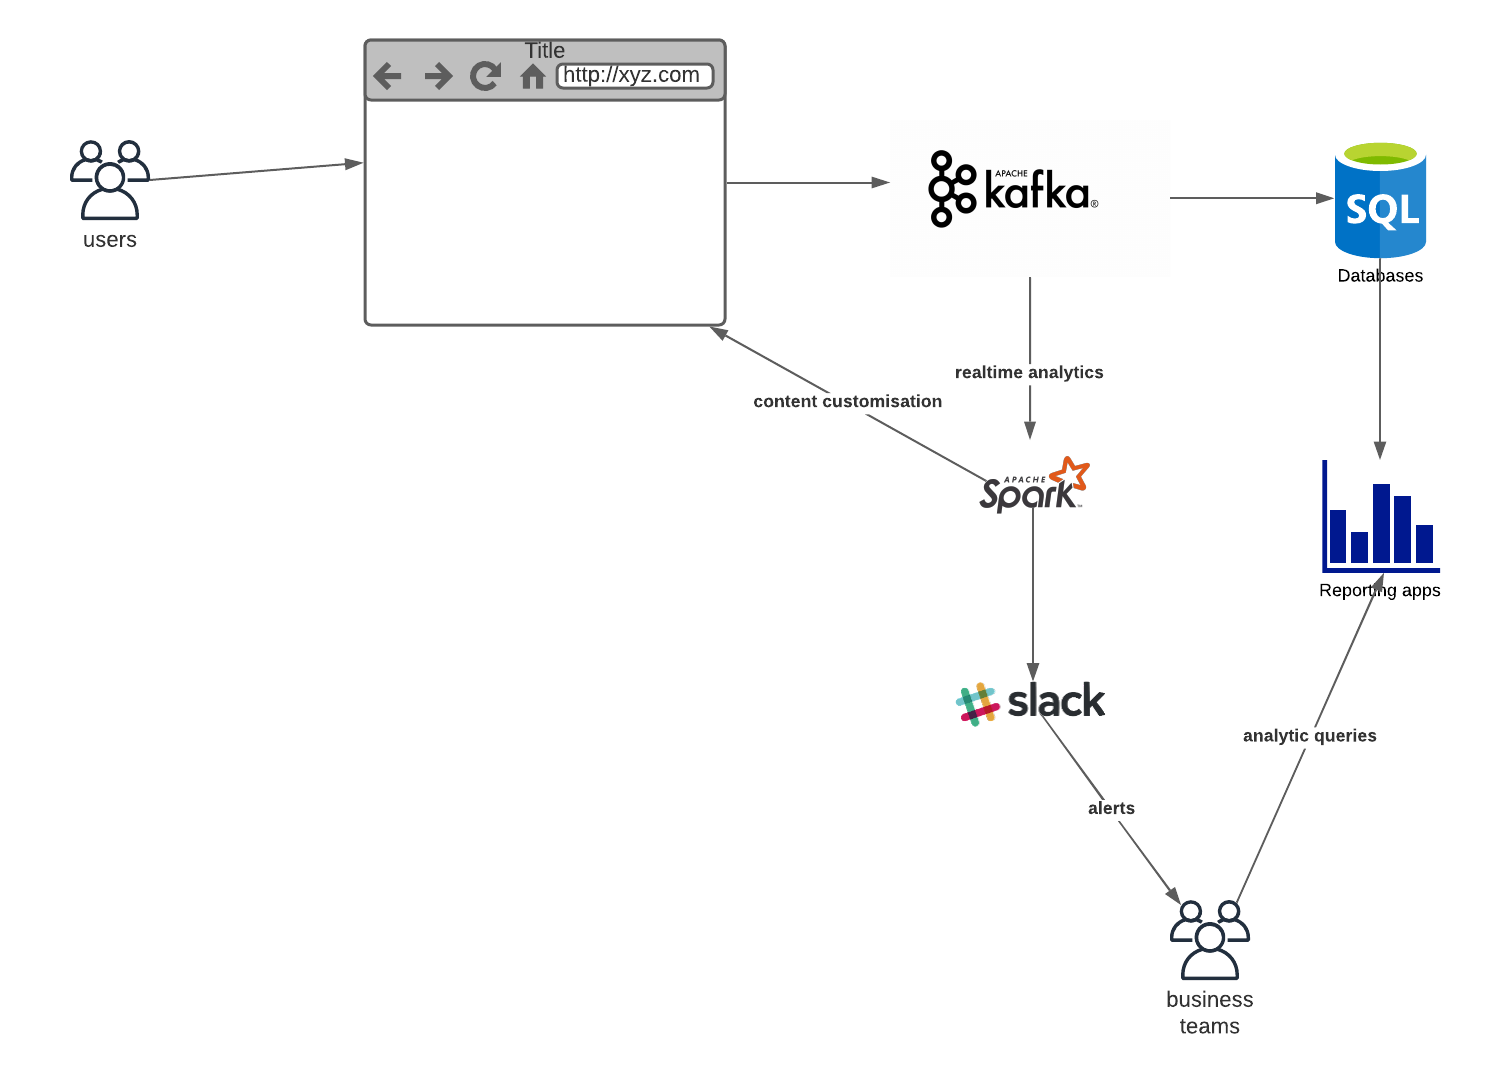 Title
http://xyz.com
users
APACHE
kafka®
SQL
Databases
realtime analytics
content customisation
APACHE
Spark™
Reporting apps
slack
analytic queries
alerts
business
teams